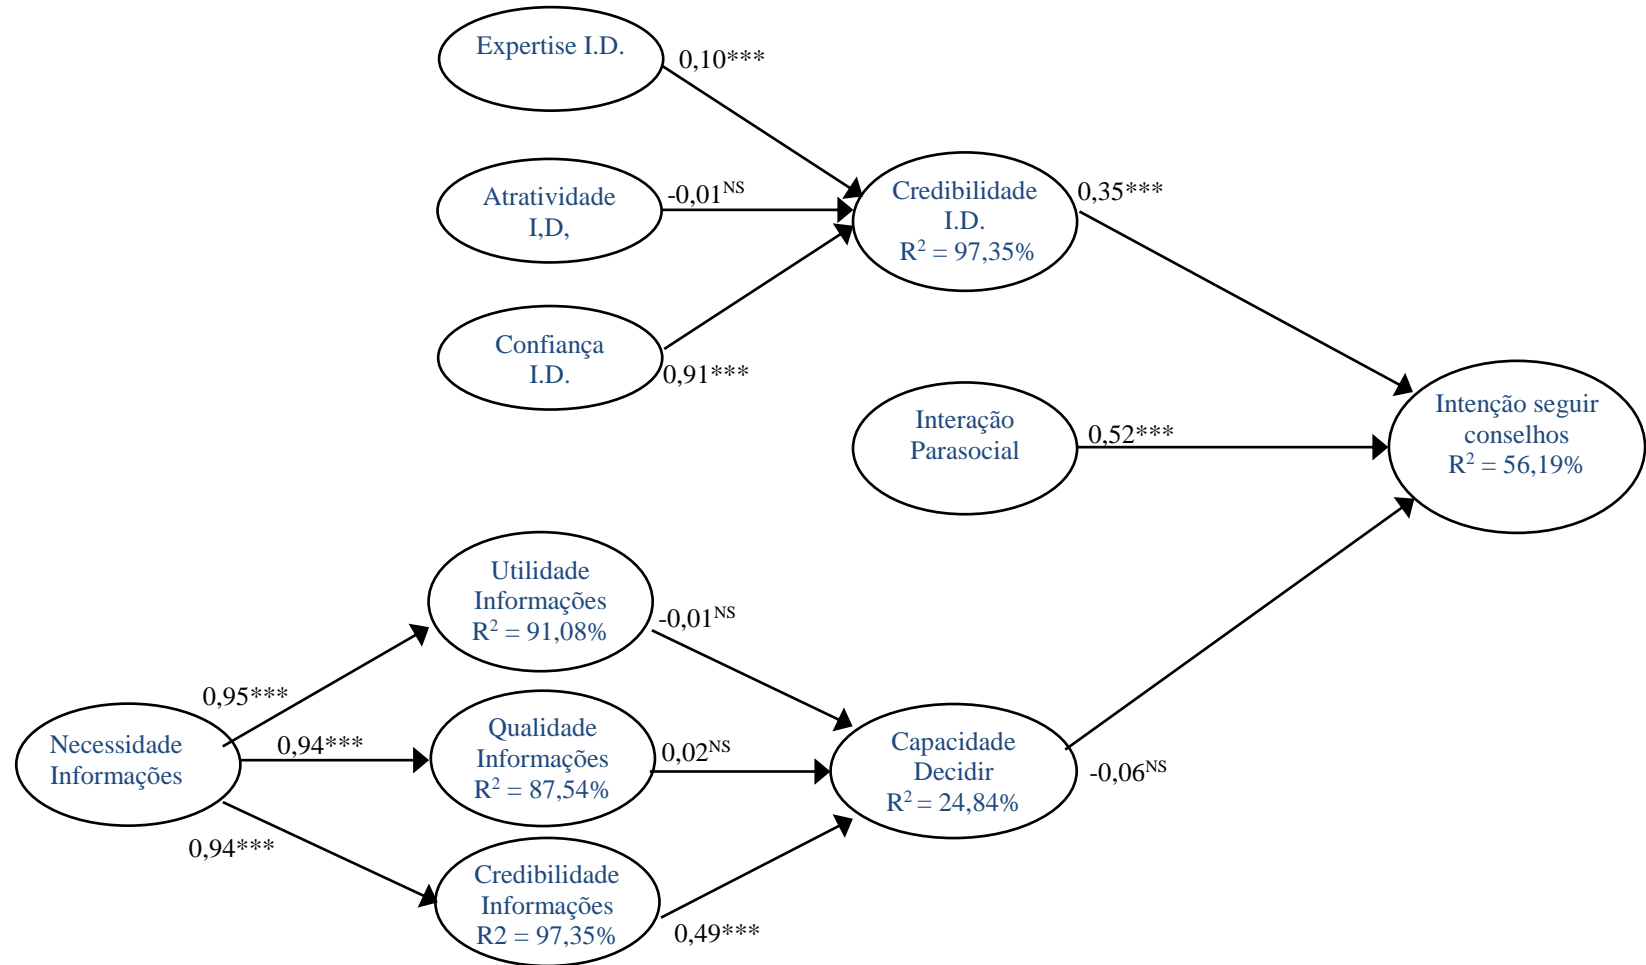 Expertise I.D.
0,10***
Atratividade
I,D,
-0,01NS
Confiança
I.D.
0,91***
Credibilidade
I.D.
R2 = 97,35%
0,35***
Interação
Parasocial
0,52***
Intenção seguir
conselhos
R2 = 56,19%
Necessidade
Informações
0,95***
0,94***
0,94***
Utilidade
Informações
R2 = 91,08%
-0,01NS
Qualidade
Informações
R2 = 87,54%
0,02NS
Credibilidade
Informações
R2 = 97,35%
0,49***
Capacidade
Decidir
R2 = 24,84%
-0,06NS